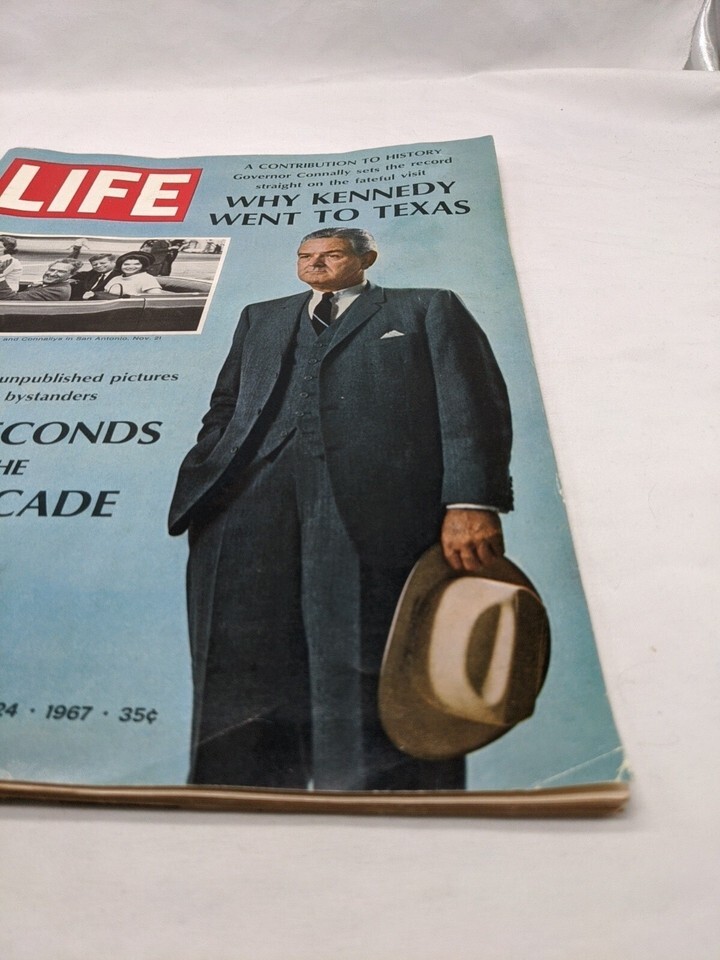 LIFE
A CONTRIBUTION TO HISTORY
Governor Connally sets the record
straight on the fateful visit
WHY KENNEDY
WENT TO TEXAS
and Connallys in San Antonio, Nov. 21
unpublished pictures
bystanders
ECONDS
HE
CADE
24 · 1967 · 35¢